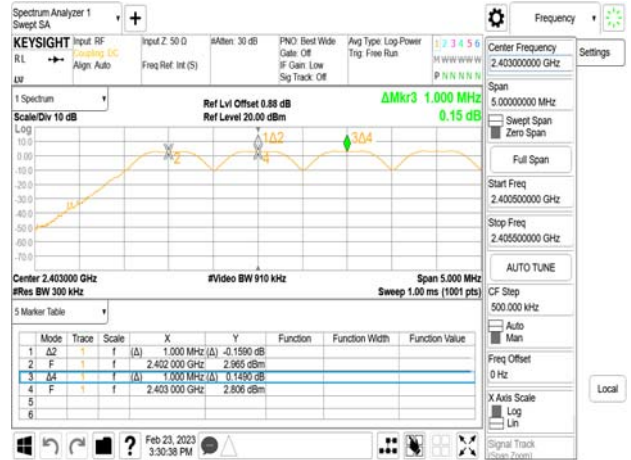 Spectrum Analyzer 1
Swept SA
Frequency
KEYSIGHT Input: RF Input Z: 50 Ω #Atten: 30 dB PNO: Best Wide Avg Type: Log-Power 1 2 3 4 5 6
RL Coupling: DC Gate: Off Trig: Free Run M W W W W W
Align: Auto Freq Ref: Int (S) IF Gain: Low
Sig Track: Off P N N N N N
1 Spectrum Ref Lvl Offset 0.88 dB ΔMkr3 1.000 MHz
Scale/Div 10 dB Ref Level 20.00 dBm 0.15 dB
Log
10.0 1Δ2 3Δ4
0.00 2 4
-10.0
-20.0
-30.0
-40.0
-50.0
-60.0
-70.0
Center 2.403000 GHz #Video BW 910 kHz Span 5.000 MHz
#Res BW 300 kHz Sweep 1.00 ms (1001 pts)
5 Marker Table
Mode Trace Scale X Y Function Function Width Function Value
1 Δ2 1 f (Δ) 1.000 MHz (Δ) -0.1590 dB
2 F 1 f 2.402 000 GHz 2.965 dBm
3 Δ4 1 f (Δ) 1.000 MHz (Δ) 0.1490 dB
4 F 1 f 2.403 000 GHz 2.806 dBm
5
6
Feb 23, 2023
3:30:38 PM
Center Frequency
2.403000000 GHz
Settings
Span
5.00000000 MHz
Swept Span
Zero Span
Full Span
Start Freq
2.400500000 GHz
Stop Freq
2.405500000 GHz
AUTO TUNE
CF Step
500.000 kHz
Auto
Man
Freq Offset
0 Hz
X Axis Scale
Log
Lin
Local
Signal Track
(Span Zoom)